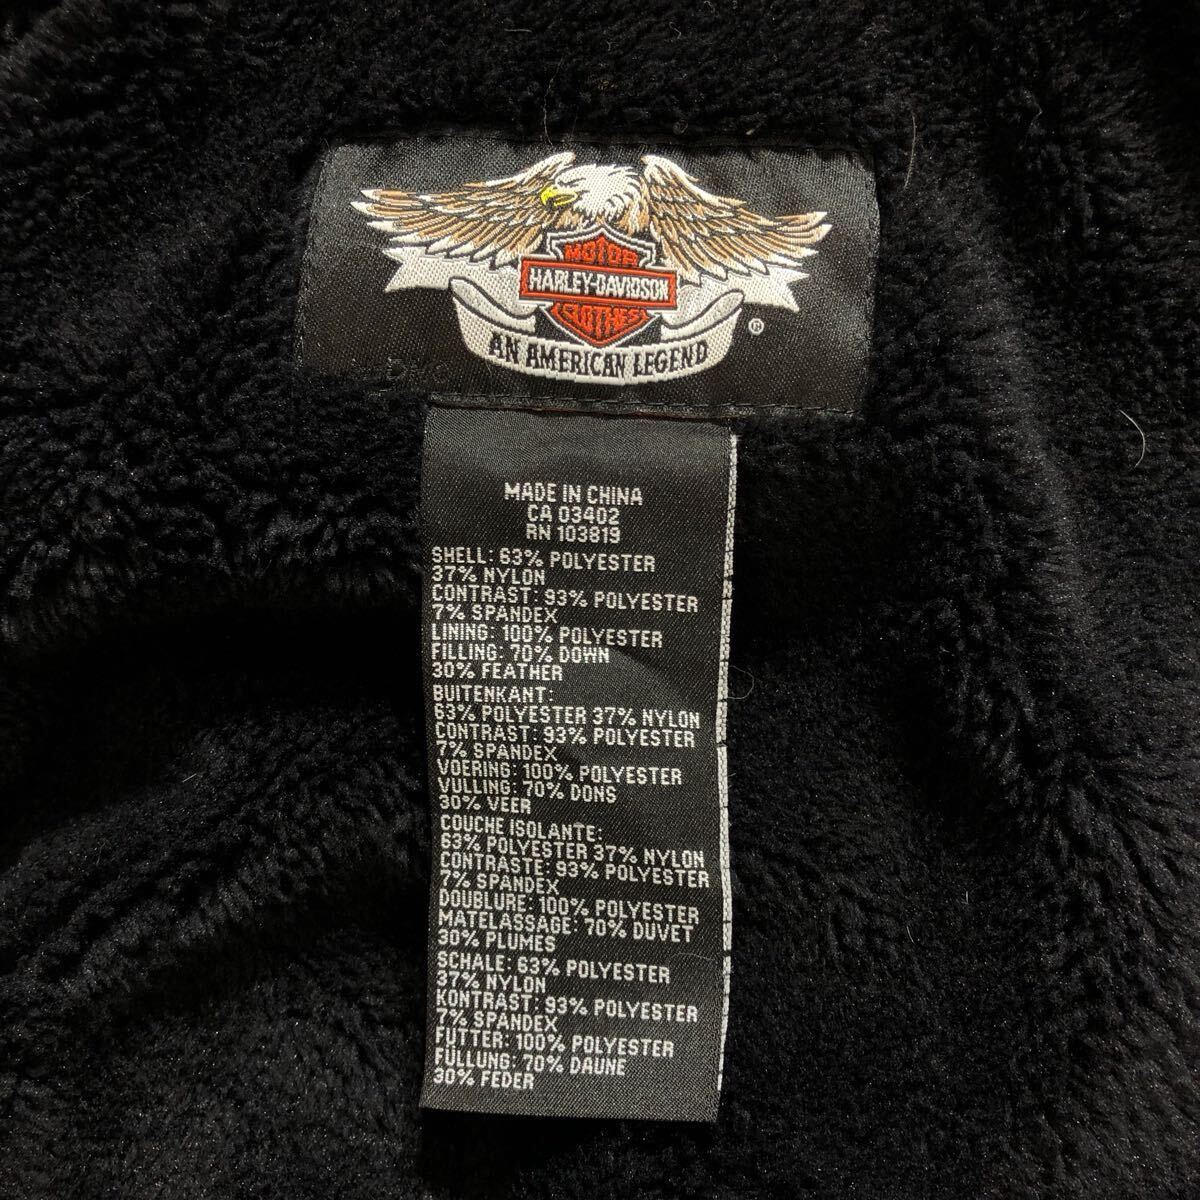 MOTOR
HARLEY-DAVIDSON
CLOTHES
AN AMERICAN LEGEND
®
MADE IN CHINA
CA 03402
RN 103819
SHELL: 63% POLYESTER
37% NYLON
CONTRAST: 93% POLYESTER
7% SPANDEX
LINING: 100% POLYESTER
FILLING: 70% DOWN
30% FEATHER
BUITENKANT:
63% POLYESTER 37% NYLON
CONTRAST: 93% POLYESTER
7% SPANDEX
VOERING: 100% POLYESTER
VULLING: 70% DONS
30% VEER
COUCHE ISOLANTE:
63% POLYESTER 37% NYLON
CONTRASTE: 93% POLYESTER
7% SPANDEX
DOUBLURE: 100% POLYESTER
MATELASSAGE: 70% DUVET
30% PLUMES
SCHALE: 63% POLYESTER
37% NYLON
KONTRAST: 93% POLYESTER
7% SPANDEX
FUTTER: 100% POLYESTER
FÜLLUNG: 70% DAUNE
30% FEDER